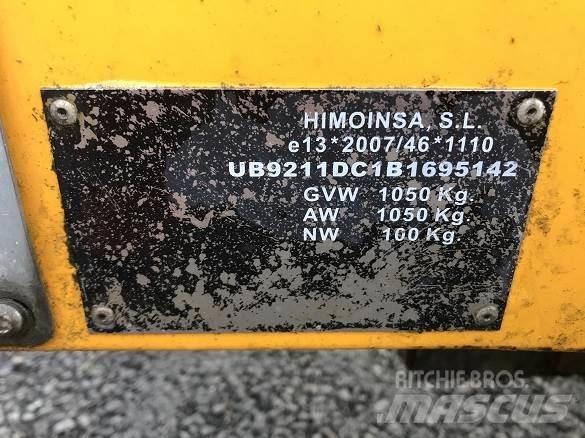 HIMOINSA, S.L.
e13*2007/46*1110
UB9211DC1B1695142
GVW 1050 Kg.
AW 1050 Kg.
NW 100 Kg.
RITCHIE BROS.
MASCUS